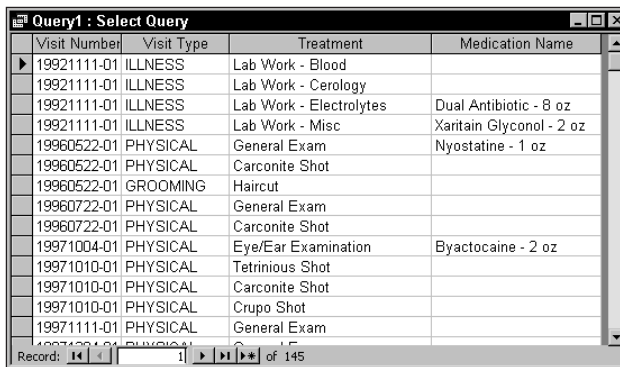 Query1 : Select Query
Visit Number Visit Type Treatment Medication Name
19921111-01 ILLNESS Lab Work - Blood
19921111-01 ILLNESS Lab Work - Cerology
19921111-01 ILLNESS Lab Work - Electrolytes Dual Antibiotic - 8 oz
19921111-01 ILLNESS Lab Work - Misc Xaritain Glyconol - 2 oz
19960522-01 PHYSICAL General Exam Nyostatine - 1 oz
19960522-01 PHYSICAL Carconite Shot
19960522-01 GROOMING Haircut
19960722-01 PHYSICAL General Exam
19960722-01 PHYSICAL Carconite Shot
19971004-01 PHYSICAL Eye/Ear Examination Byactocaine - 2 oz
19971010-01 PHYSICAL Tetrinious Shot
19971010-01 PHYSICAL Carconite Shot
19971010-01 PHYSICAL Crupo Shot
19971111-01 PHYSICAL General Exam
Record: 1 of 145